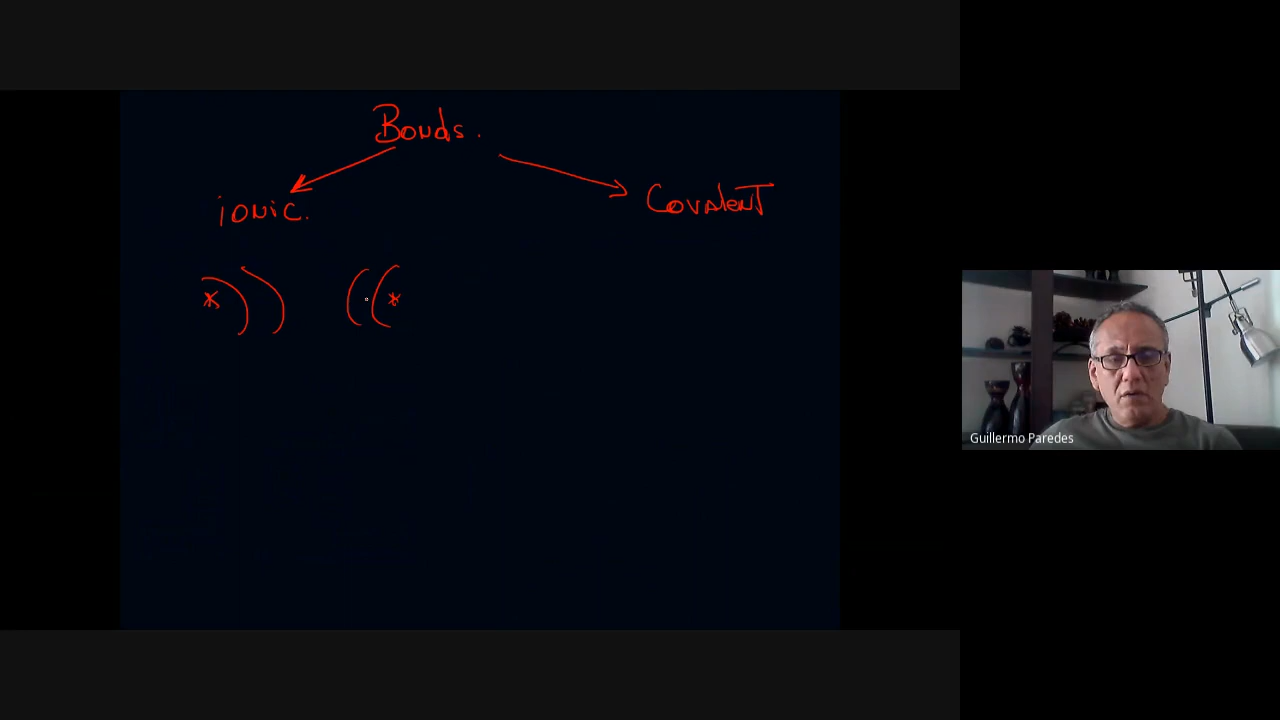 Bonds.
ionic.
Covalent
* ) ) ( ( *
Guillermo Paredes